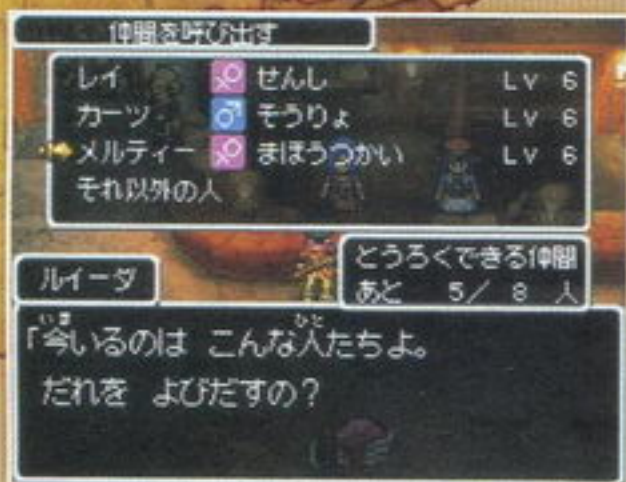 仲間を呼び出す
レイ ♀ せんし Lv 6
カーツ ♂ そうりょ Lv 6
メルティー ♀ まほうつかい Lv 6
それ以外の人
とうろくできる仲間
あと 5/ 8 人
ルイーダ
「今いるのは こんな人たちよ。
だれを よびだすの?